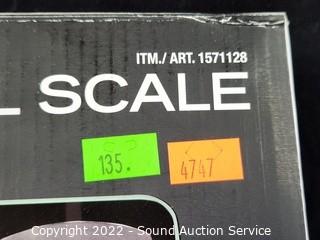 ITM./ ART. 1571128
L SCALE
135.
4747
Copyright 2022 - Sound Auction Service